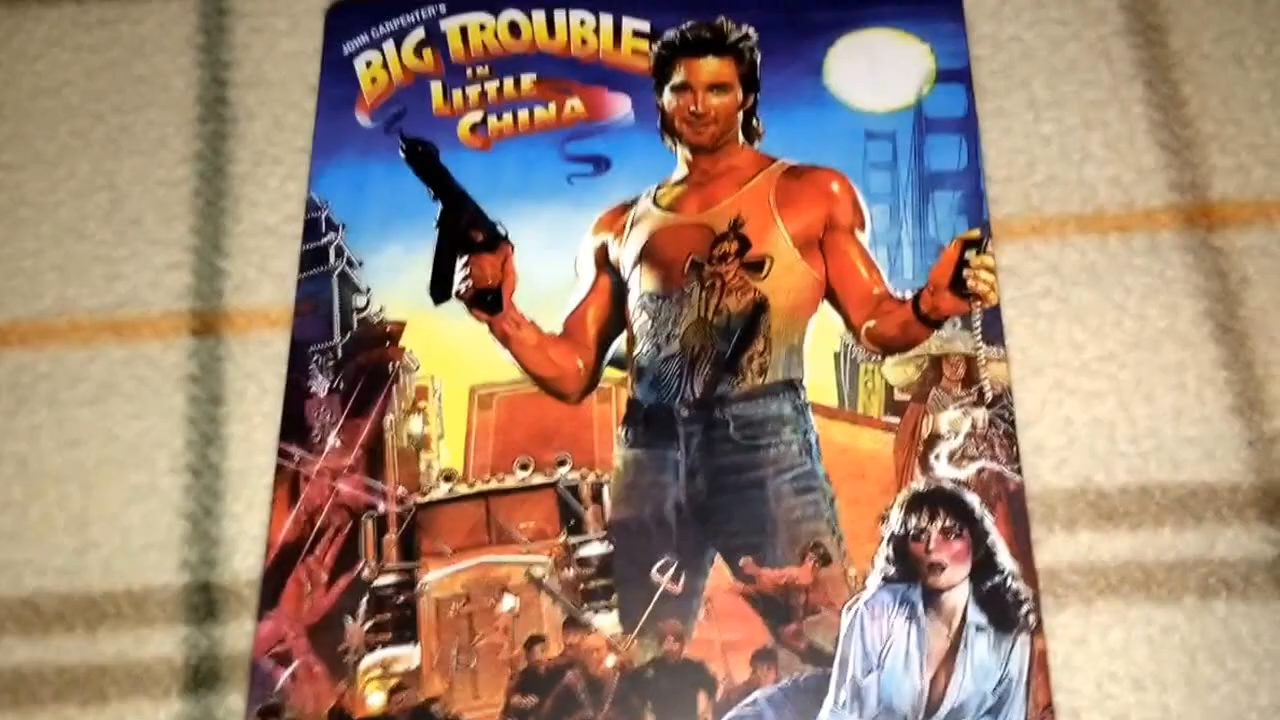 JOHN CARPENTER'S
BIG TROUBLE
IN
LITTLE
CHINA